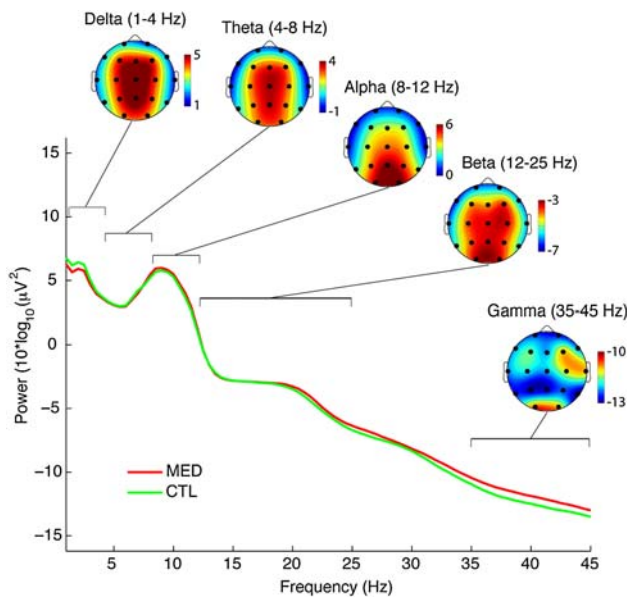 Delta (1-4 Hz)
5
1
Theta (4-8 Hz)
4
-1
Alpha (8-12 Hz)
6
0
Beta (12-25 Hz)
-3
-7
Gamma (35-45 Hz)
-10
-13
15
10
5
0
−5
−10
−15
Power (10*log10(μV2)
MED
CTL
5
10
15
20
25
30
35
40
45
Frequency (Hz)